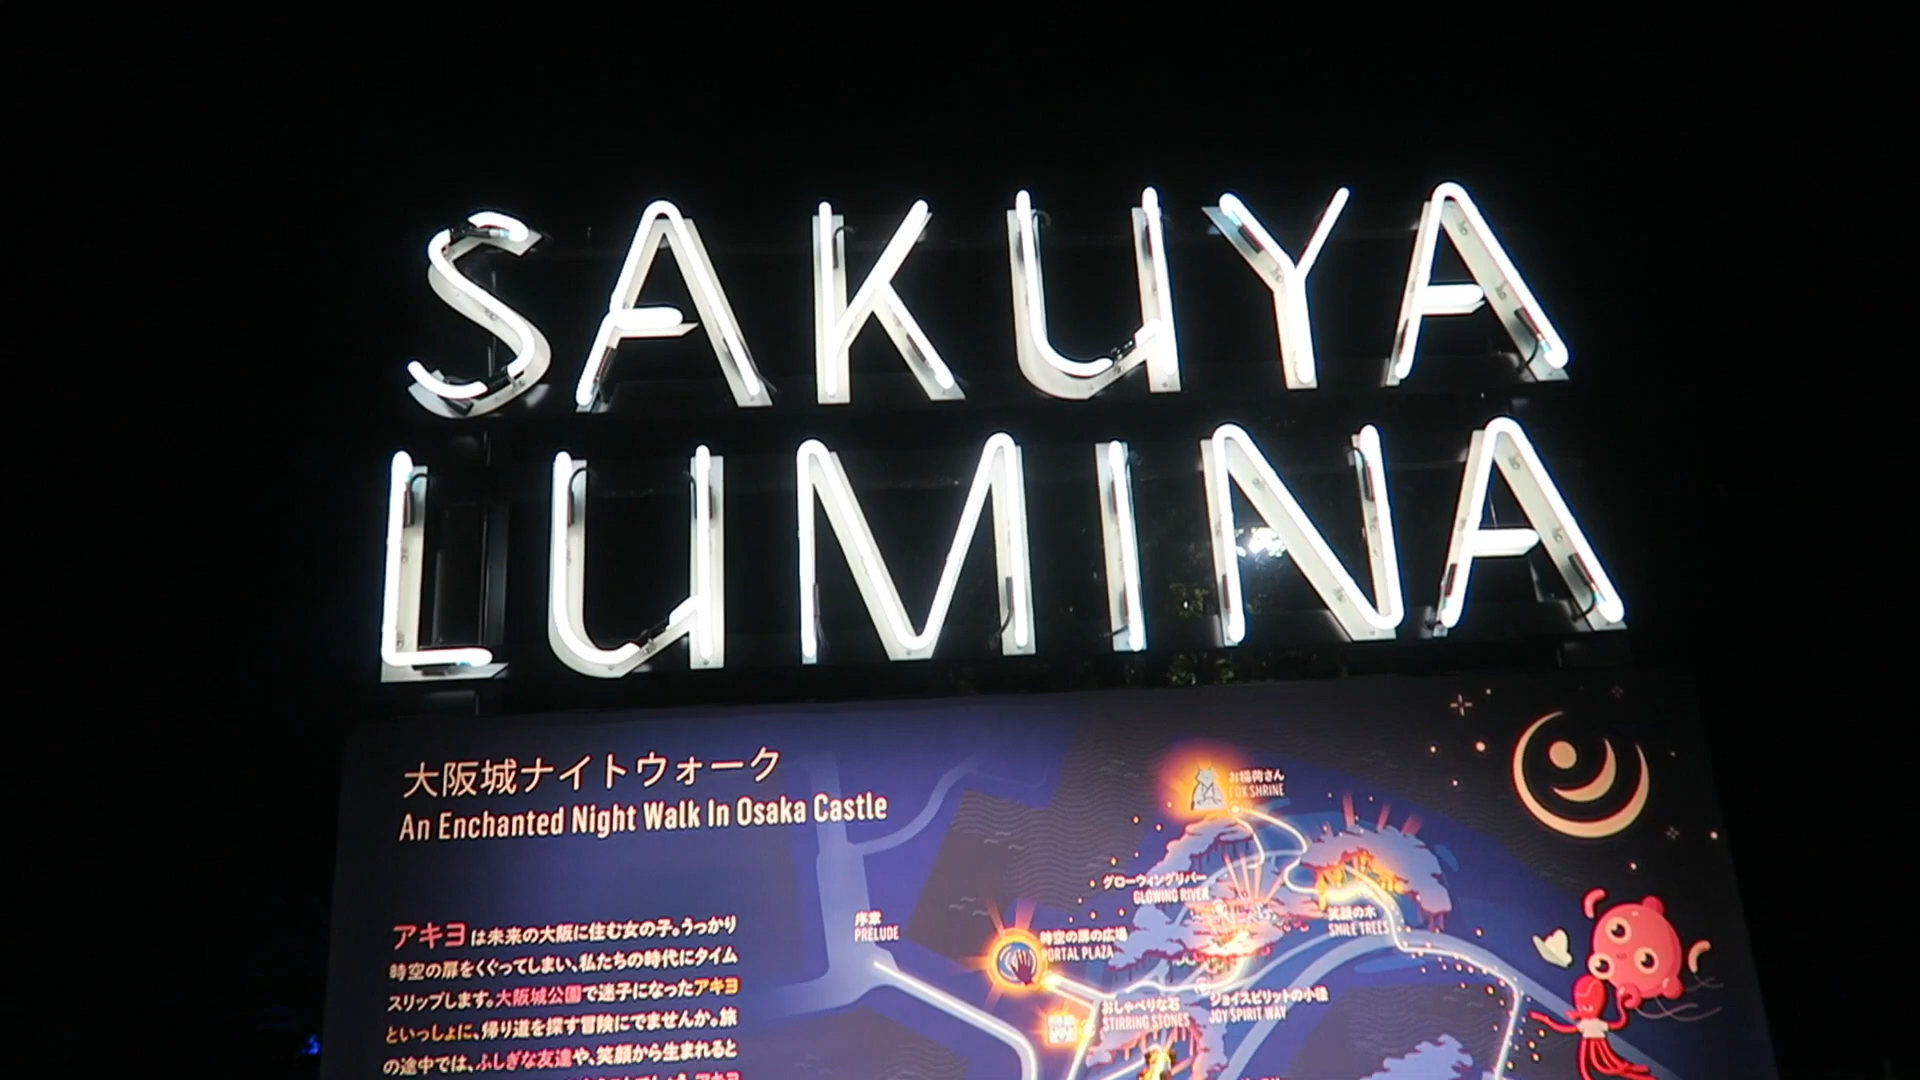 SAKUYA
LUMINA
大阪城ナイトウォーク
An Enchanted Night Walk In Osaka Castle
アキヨは未来の大阪に住む女の子。うっかり
時空の扉をくぐってしまい、私たちの時代にタイム
スリップします。大阪城公園で迷子になったアキヨ
といっしょに、帰り道を探す冒険にでませんか。旅
の途中では、ふしぎな友達や、笑顔から生まれると
お稲荷さん
FOX SHRINE
グローウィングリバー
GLOWING RIVER
笑顔の木
SMILE TREES
序章
PRELUDE
時空の扉の広場
PORTAL PLAZA
おしゃべりな石
STIRRING STONES
ジョイスピリットの小径
JOY SPIRIT WAY